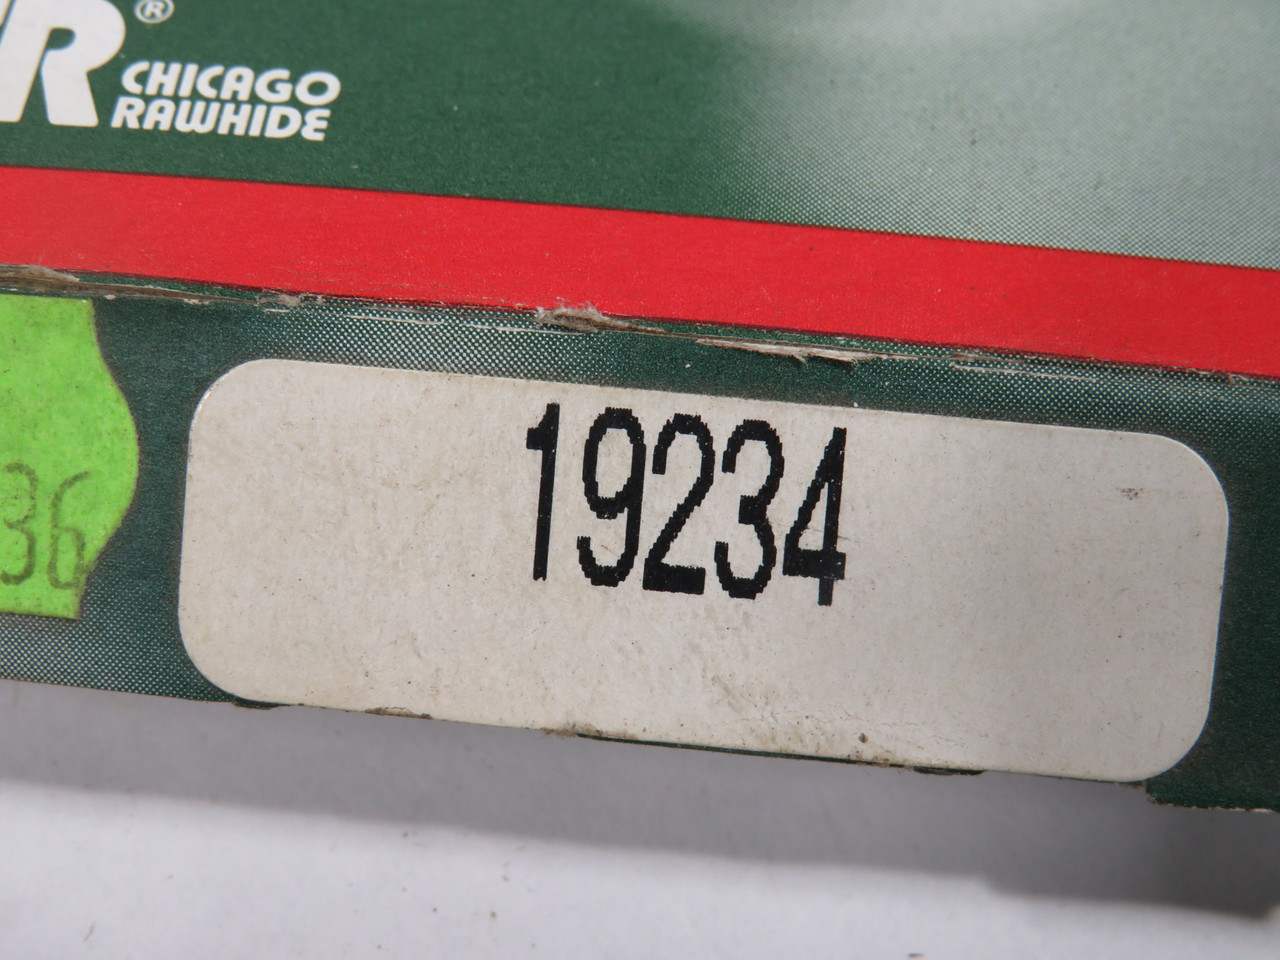 R®
CHICAGO
RAWHIDE
19234
36